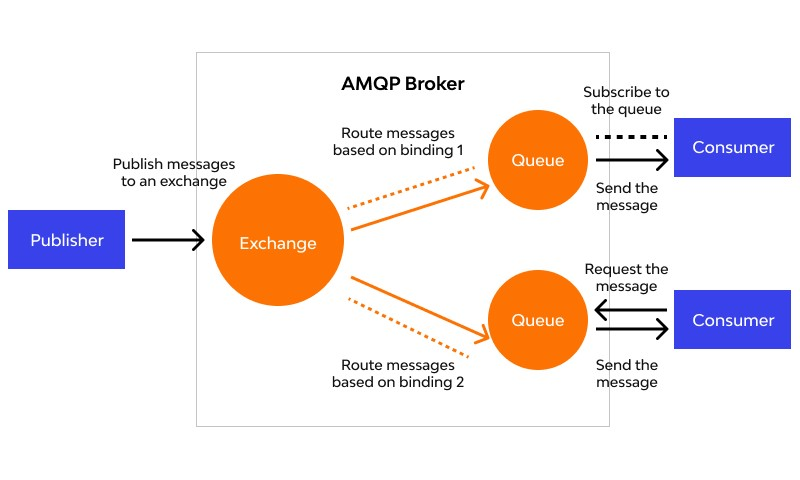 AMQP Broker
Publish messages
to an exchange
Publisher
Exchange
Route messages
based on binding 1
Queue
Subscribe to
the queue
Consumer
Send the
message
Route messages
based on binding 2
Queue
Request the
message
Consumer
Send the
message